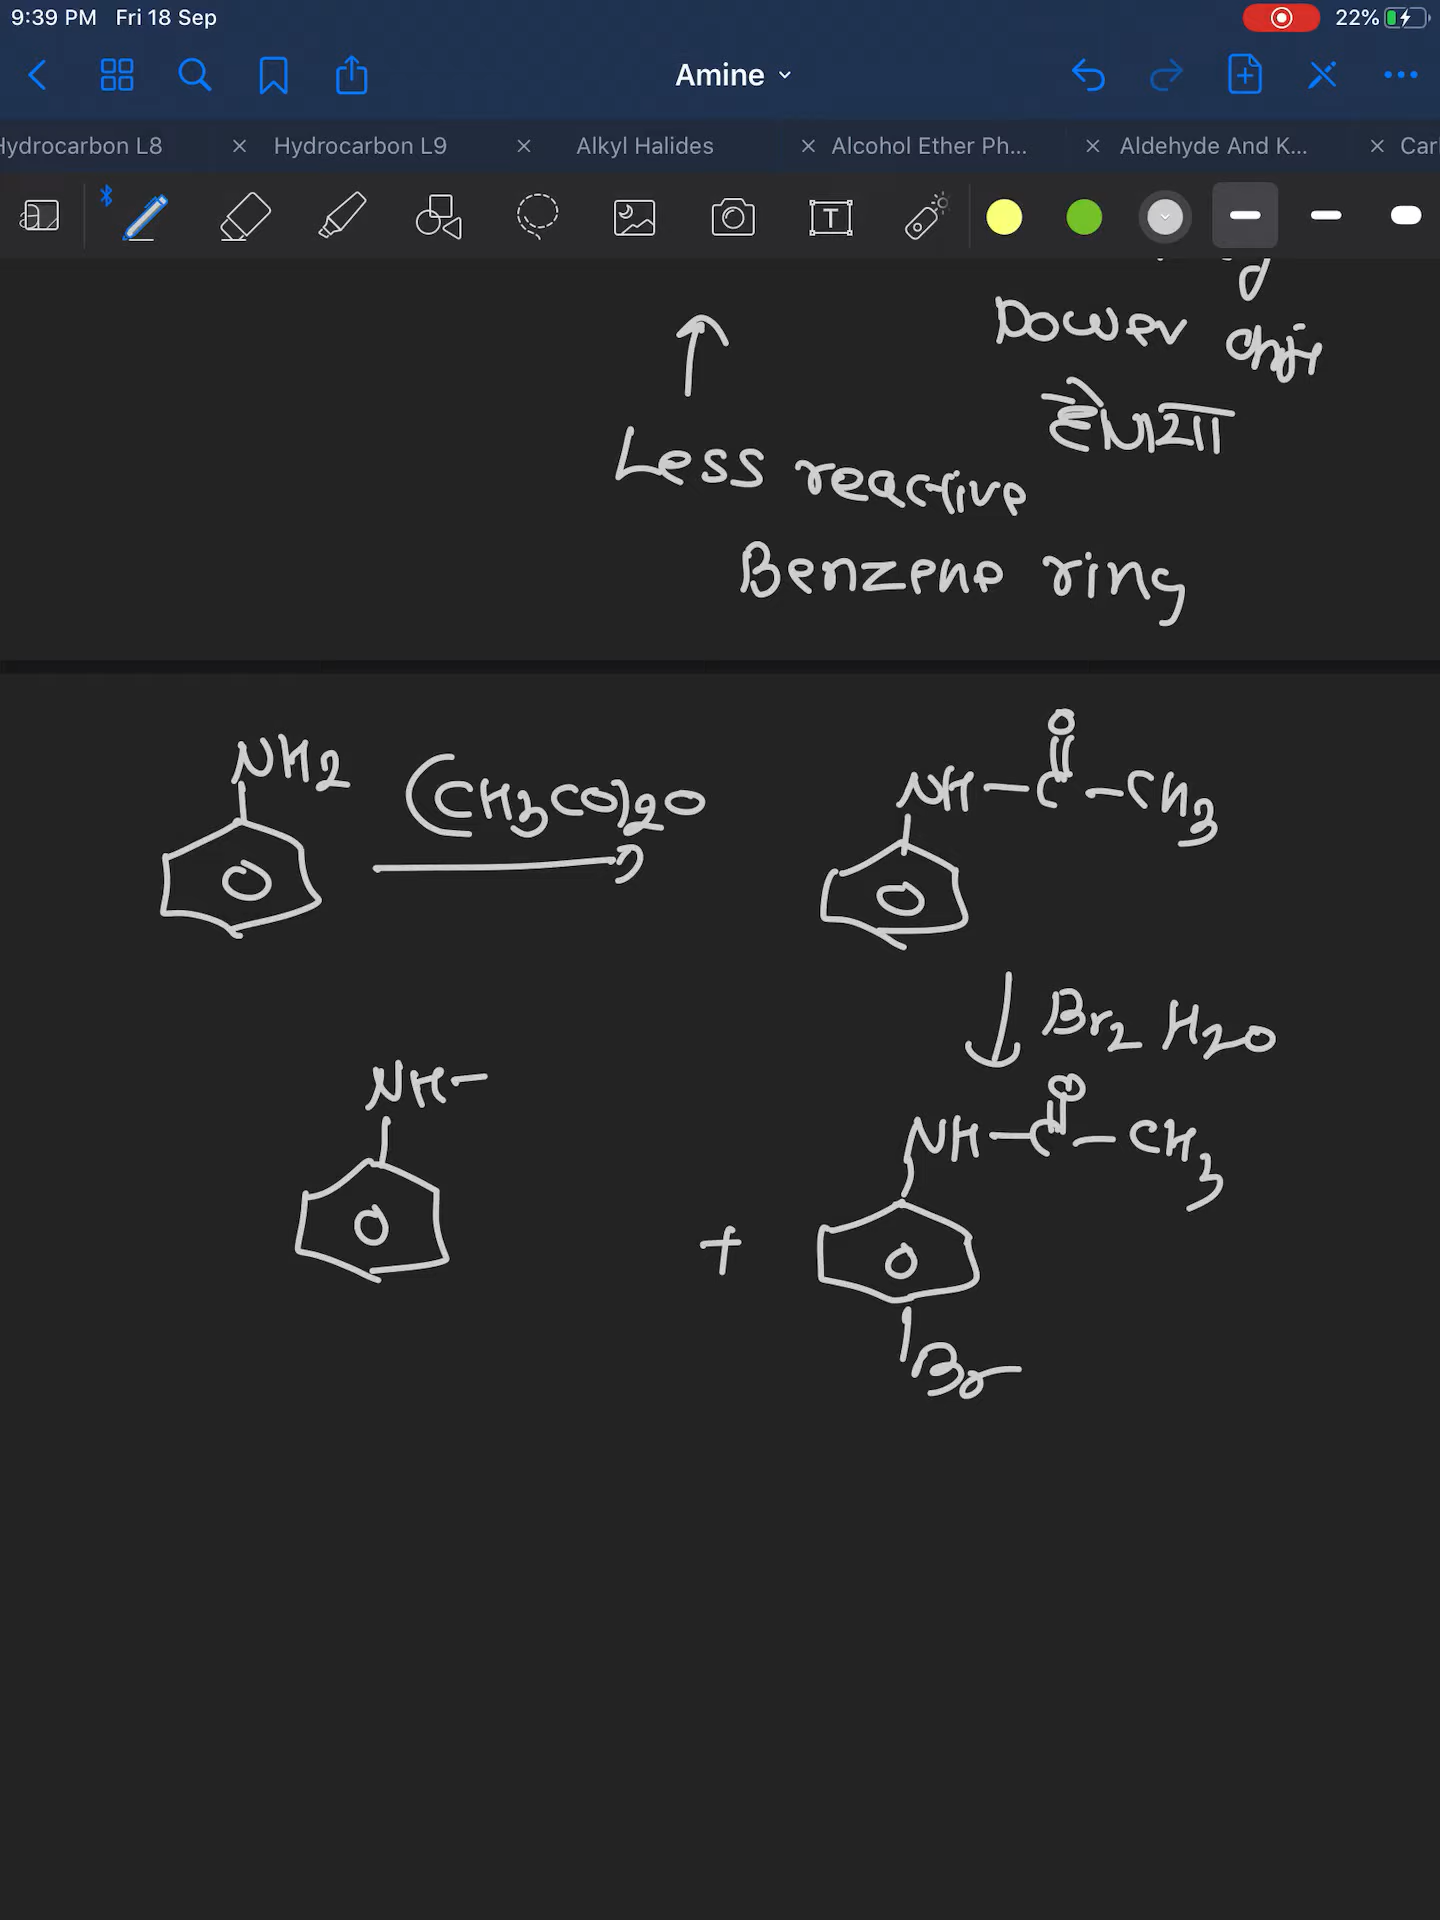 9:39 PM Fri 18 Sep 22%
Amine
Hydrocarbon L8 Hydrocarbon L9 Alkyl Halides Alcohol Ether Ph... Aldehyde And K... Car
T
Power
Less reactive
Benzene ring
NH2 (CH3CO)2O
NH-C-CH3
O
Br2 H2O
NH-
NH-C-CH3
O
+
Br